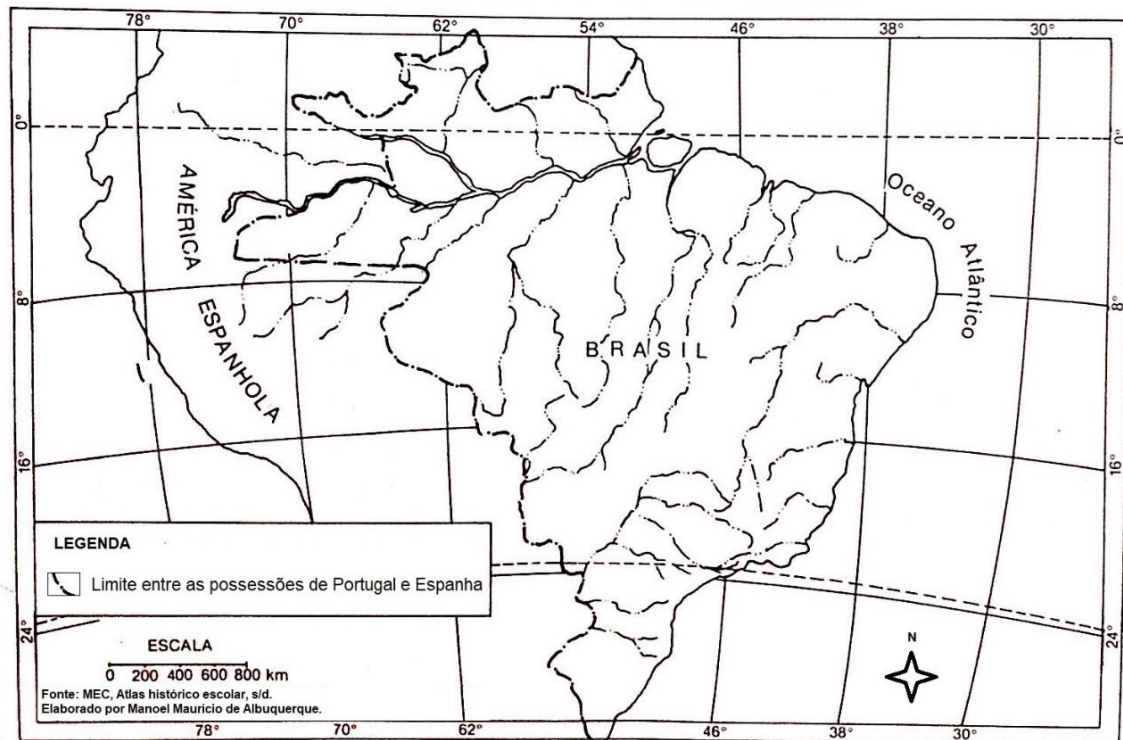 78° 70° 62° 54° 46° 38° 30°
0° 0°
AMÉRICA
ESPANHOLA
Oceano Atlântico
8° 8°
BRASIL
16° 16°
LEGENDA
Limite entre as possessões de Portugal e Espanha
24° 24°
ESCALA
0 200 400 600 800 km
N
Fonte: MEC, Atlas histórico escolar, s/d.
Elaborado por Manoel Maurício de Albuquerque.
78° 70° 62° 54° 46° 38° 30°